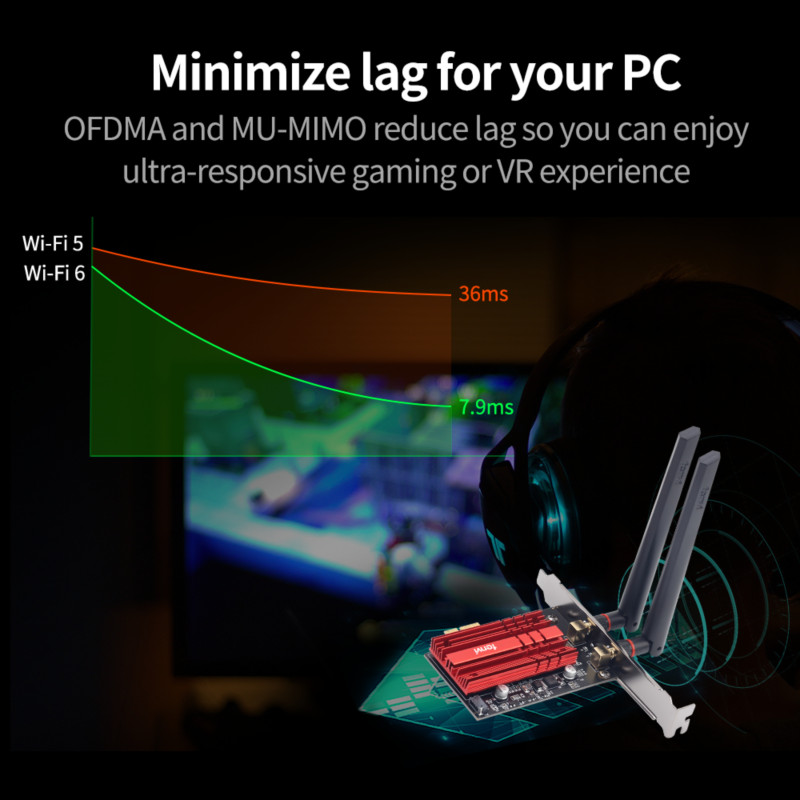 Minimize lag for your PC
OFDMA and MU-MIMO reduce lag so you can enjoy
ultra-responsive gaming or VR experience
Wi-Fi 5
Wi-Fi 6
36ms
7.9ms
fenvi